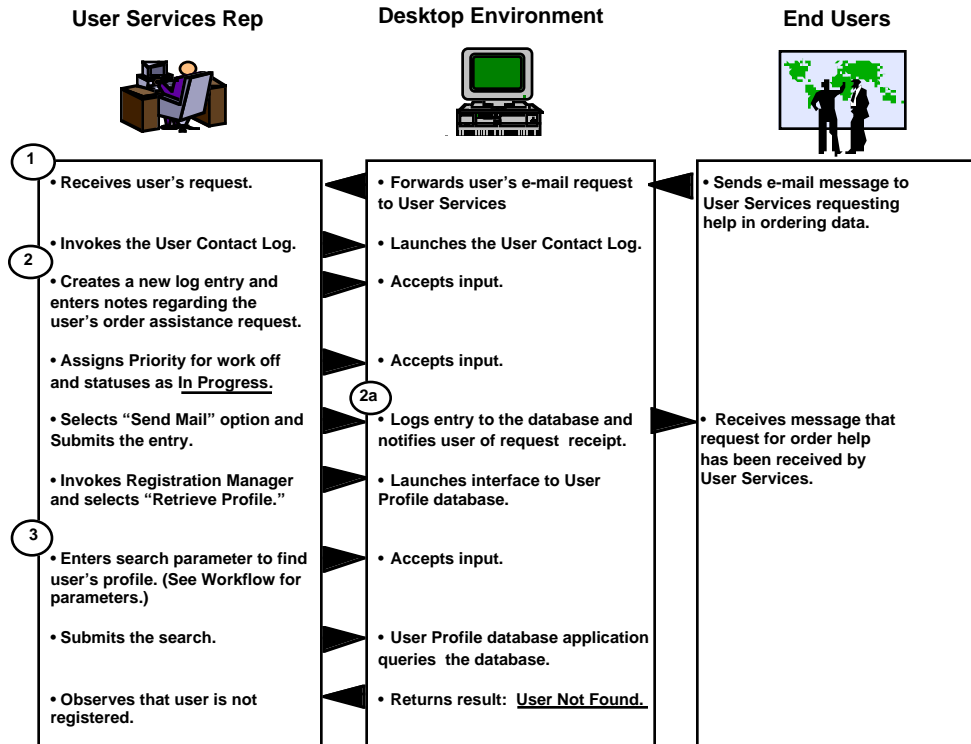 User Services Rep
Desktop Environment
End Users
1
• Receives user's request.
• Forwards user's e-mail request
to User Services
• Sends e-mail message to
User Services requesting
help in ordering data.
• Invokes the User Contact Log.
• Launches the User Contact Log.
2
• Creates a new log entry and
enters notes regarding the
user's order assistance request.
• Accepts input.
• Assigns Priority for work off
and statuses as In Progress.
• Accepts input.
2a
• Selects “Send Mail” option and
Submits the entry.
• Logs entry to the database and
notifies user of request receipt.
• Receives message that
request for order help
has been received by
User Services.
• Invokes Registration Manager
and selects “Retrieve Profile.”
• Launches interface to User
Profile database.
3
• Enters search parameter to find
user's profile. (See Workflow for
parameters.)
• Accepts input.
• Submits the search.
• User Profile database application
queries the database.
• Observes that user is not
registered.
• Returns result: User Not Found.